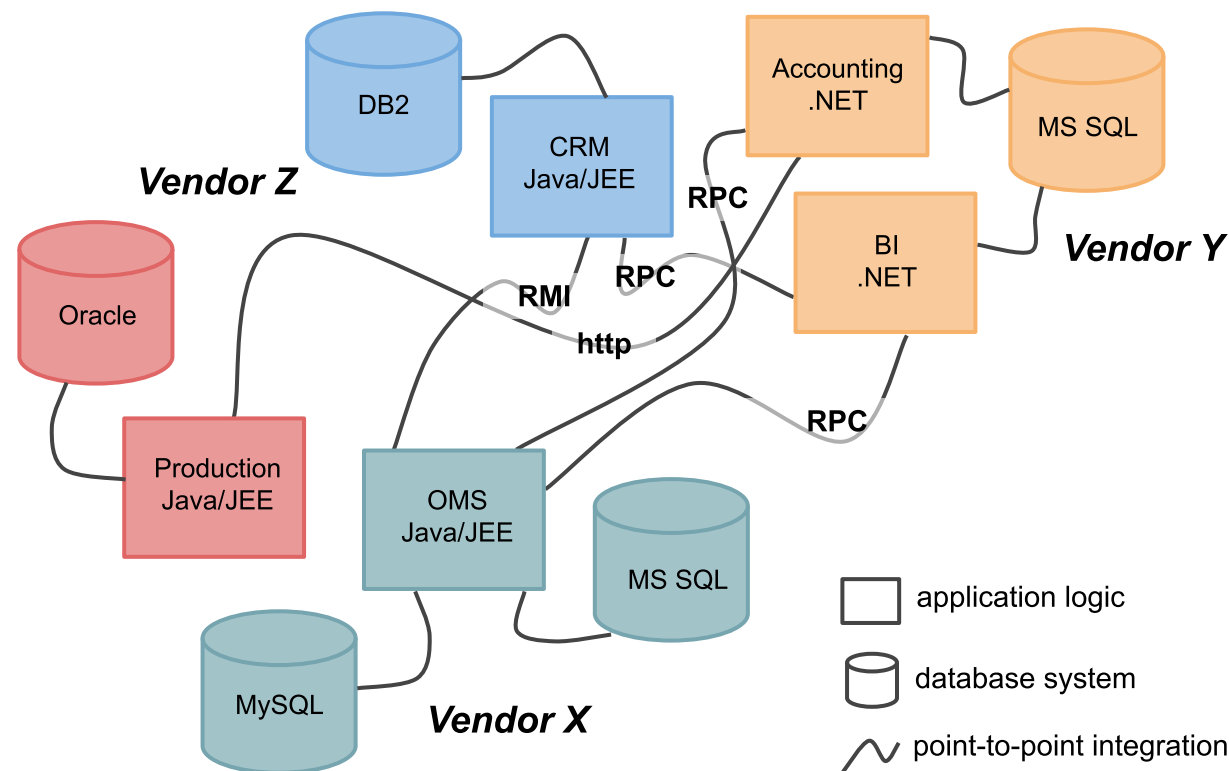 DB2
CRM
Java/JEE
Accounting
.NET
MS SQL
Vendor Z
RPC
BI
.NET
Vendor Y
Oracle
RMI
RPC
http
RPC
Production
Java/JEE
OMS
Java/JEE
MS SQL
MySQL
Vendor X
application logic
database system
point-to-point integration